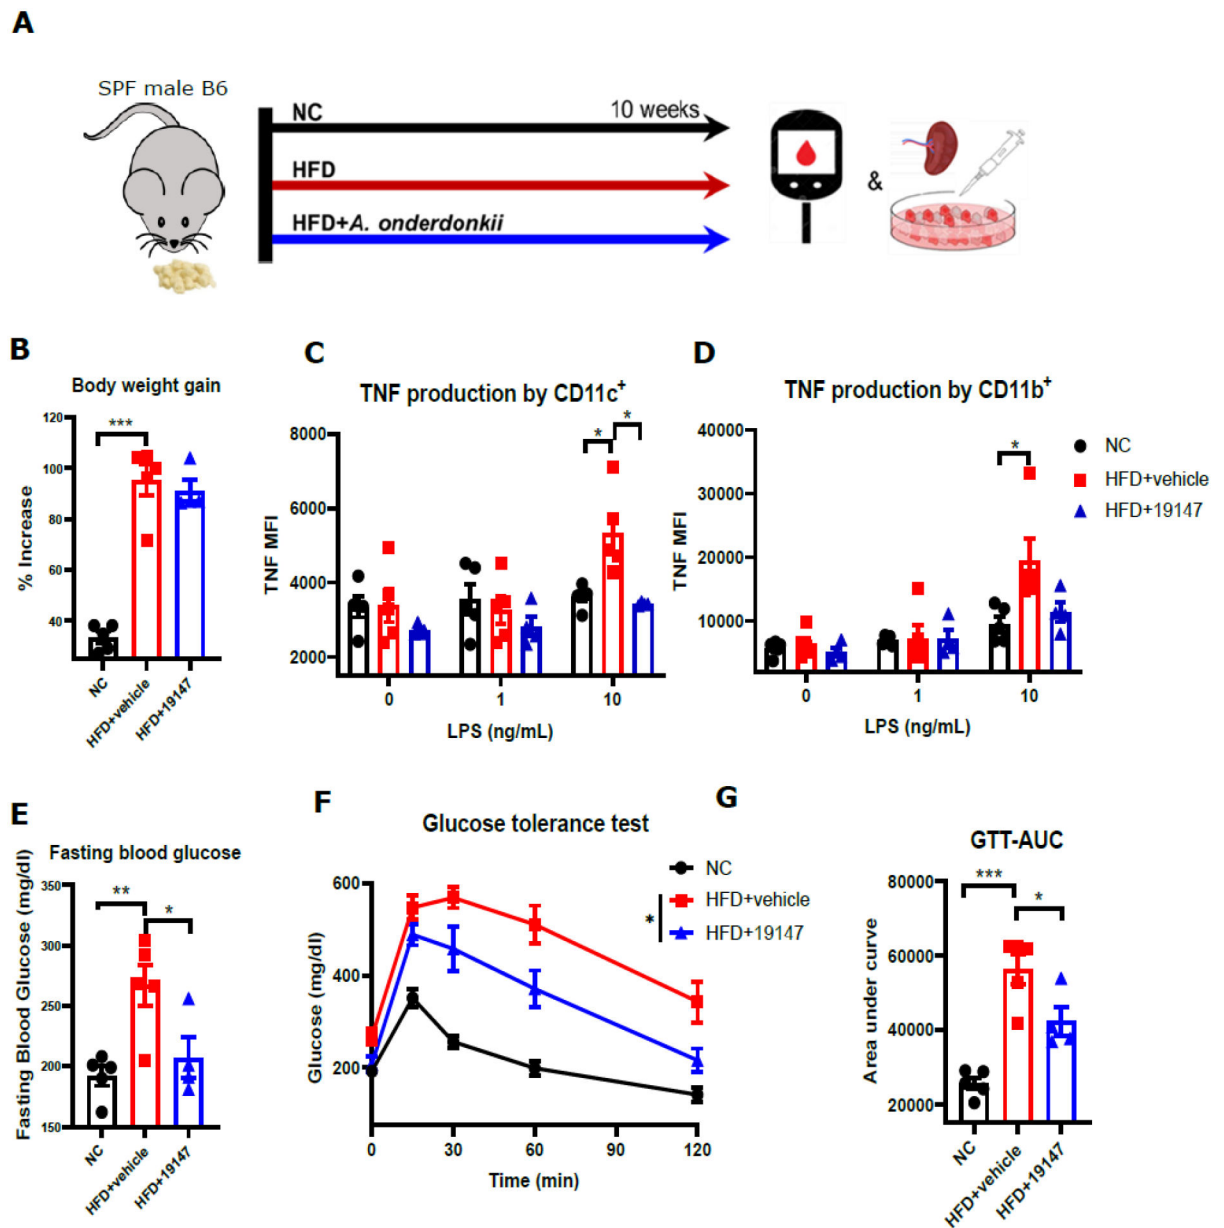 A
SPF male B6
NC
10 weeks
HFD
&
HFD+A. onderdonkii
B
C
D
Body weight gain
TNF production by CD11c+
TNF production by CD11b+
% Increase
120
100
80
60
40
***
NC
HFD+vehicle
HFD+19147
TNF MFI
8000
6000
4000
2000
*
*
0
1
10
LPS (ng/mL)
TNF MFI
40000
30000
20000
10000
*
0
1
10
LPS (ng/mL)
NC
HFD+vehicle
HFD+19147
E
F
G
Fasting blood glucose
Glucose tolerance test
GTT-AUC
Fasting Blood Glucose (mg/dl)
350
300
250
200
150
**
*
NC
HFD+vehicle
HFD+19147
Glucose (mg/dl)
600
400
200
0
30
60
90
120
Time (min)
NC
HFD+vehicle
HFD+19147
*
Area under curve
80000
60000
40000
20000
***
*
NC
HFD+vehicle
HFD+19147